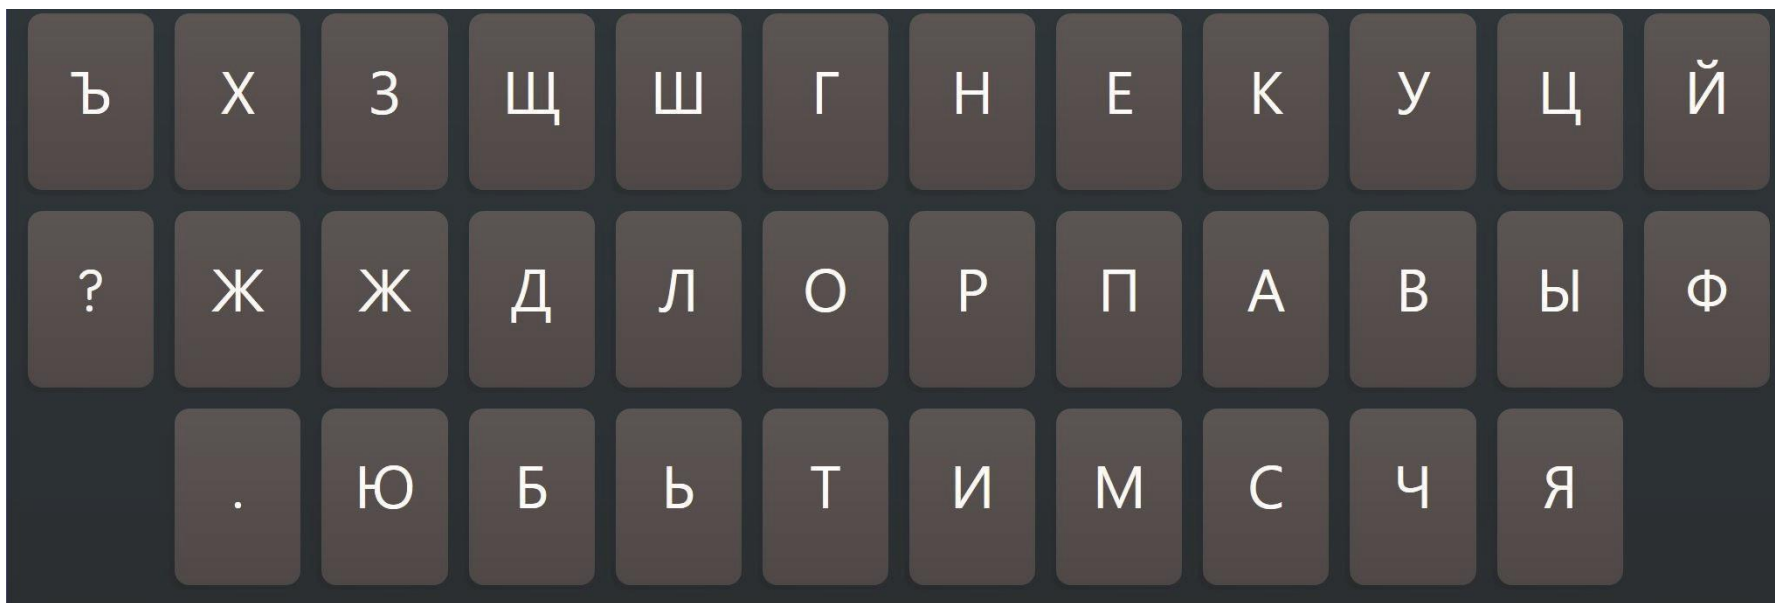 Ъ Х З Щ Ш Г Н Е К У Ц Й
? Ж Ж Д Л О Р П А В Ы Ф
. Ю Б Ь Т И М С Ч Я